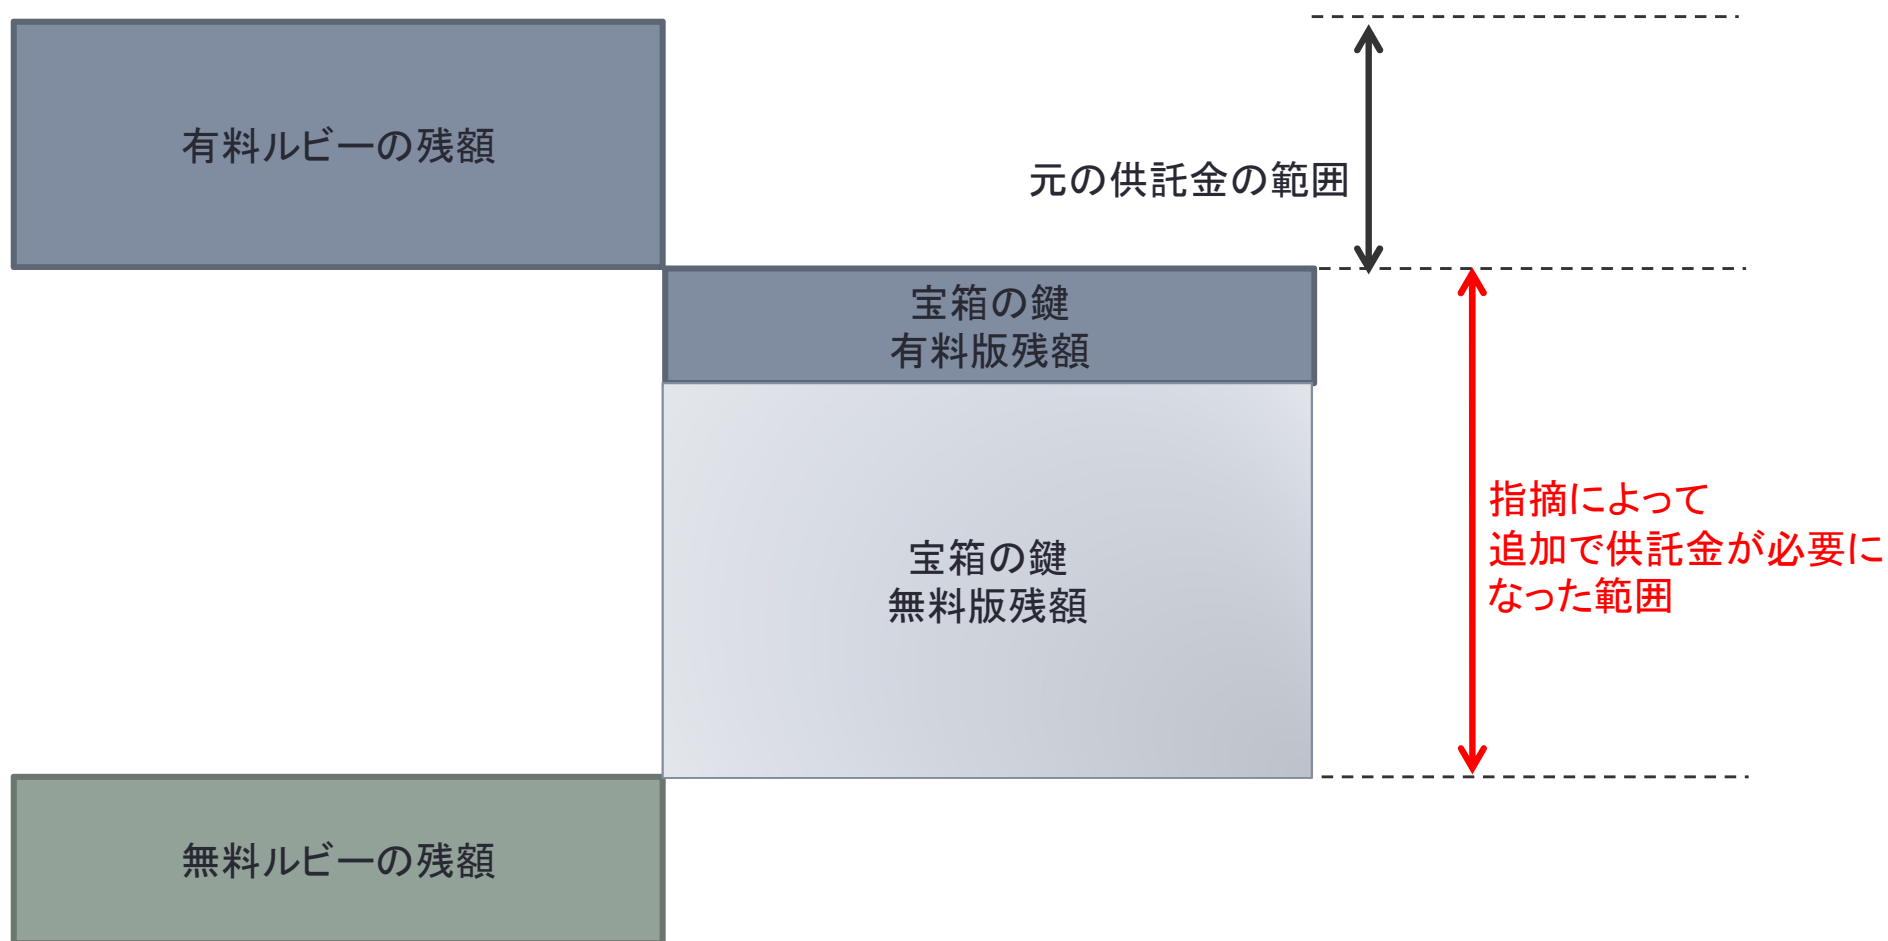 有料ルビーの残額
元の供託金の範囲
宝箱の鍵
有料版残額
宝箱の鍵
無料版残額
指摘によって
追加で供託金が必要に
なった範囲
無料ルビーの残額